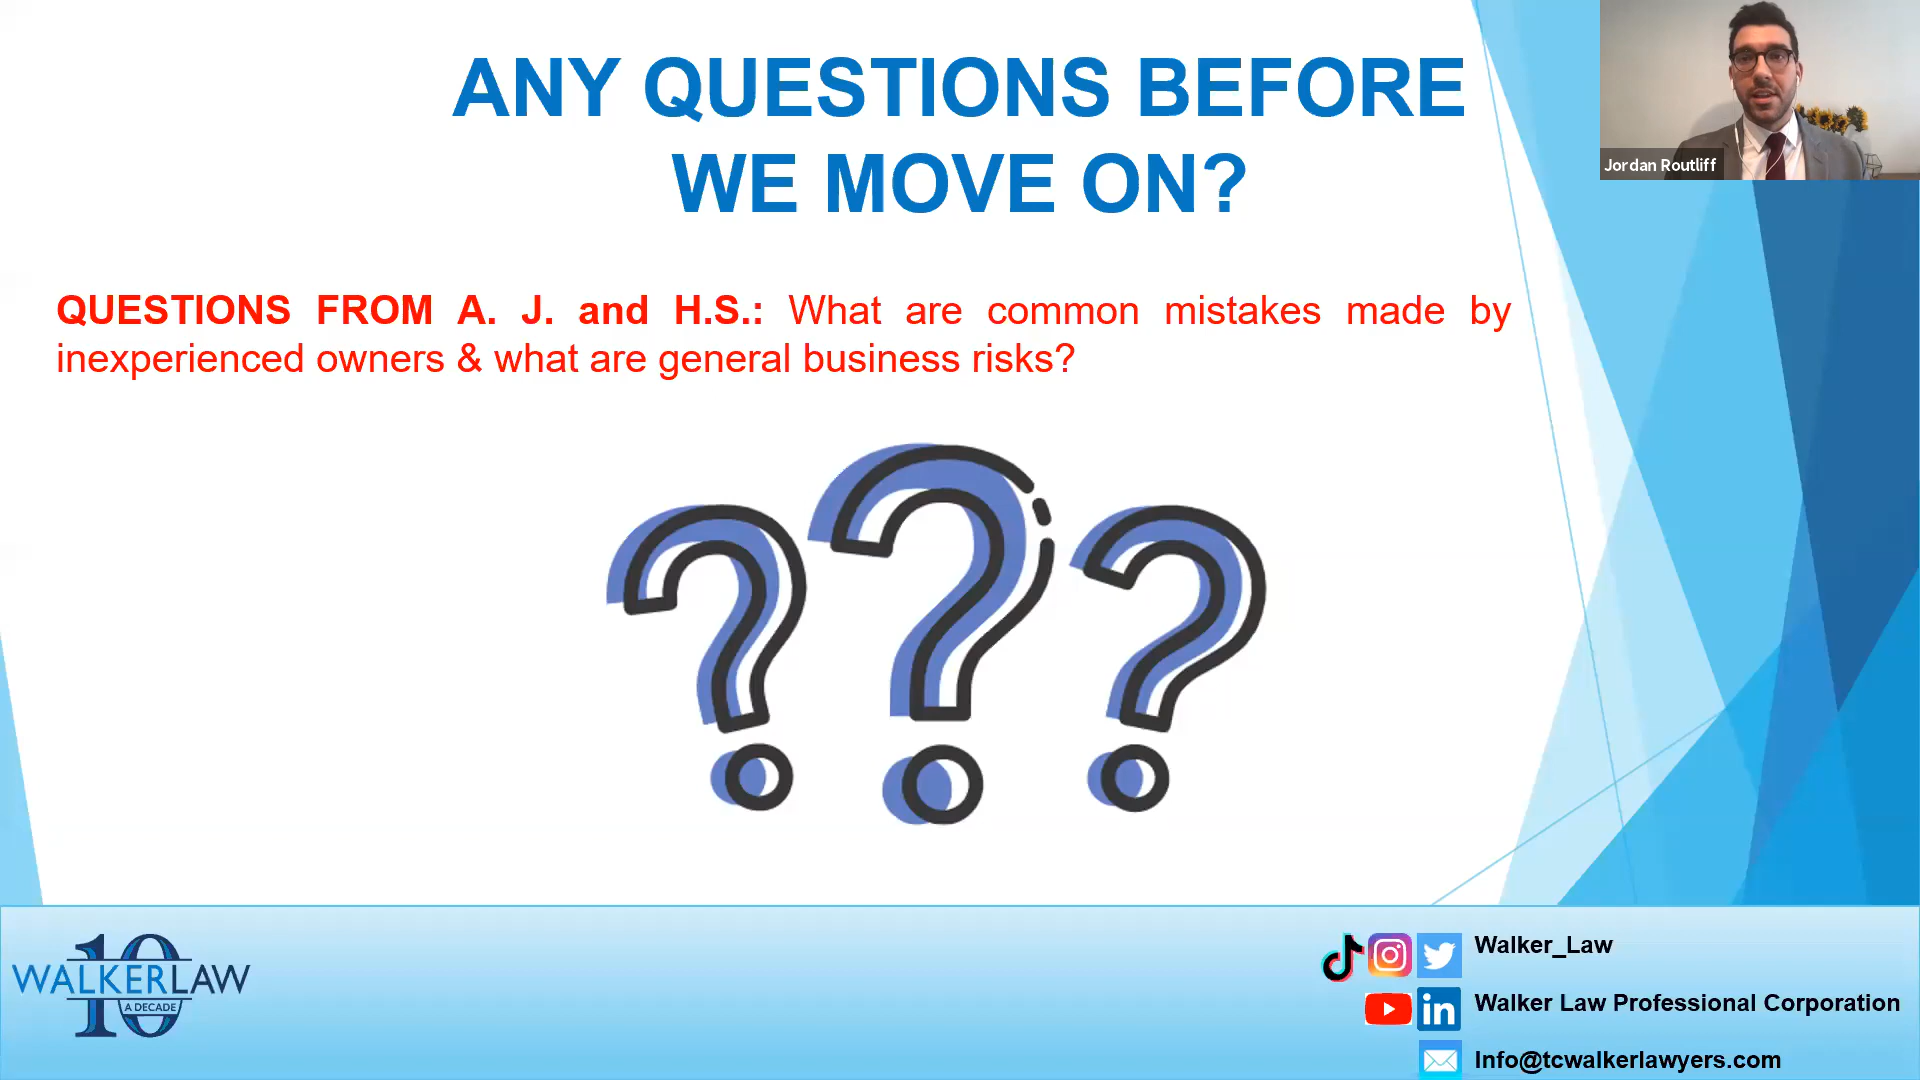 ANY QUESTIONS BEFORE
WE MOVE ON?
Jordan Routliff
QUESTIONS FROM A. J. and H.S.: What are common mistakes made by
inexperienced owners & what are general business risks?
???
10
WALKERLAW
A DECADE
Walker_Law
in
Walker Law Professional Corporation
Info@tcwalkerlawyers.com